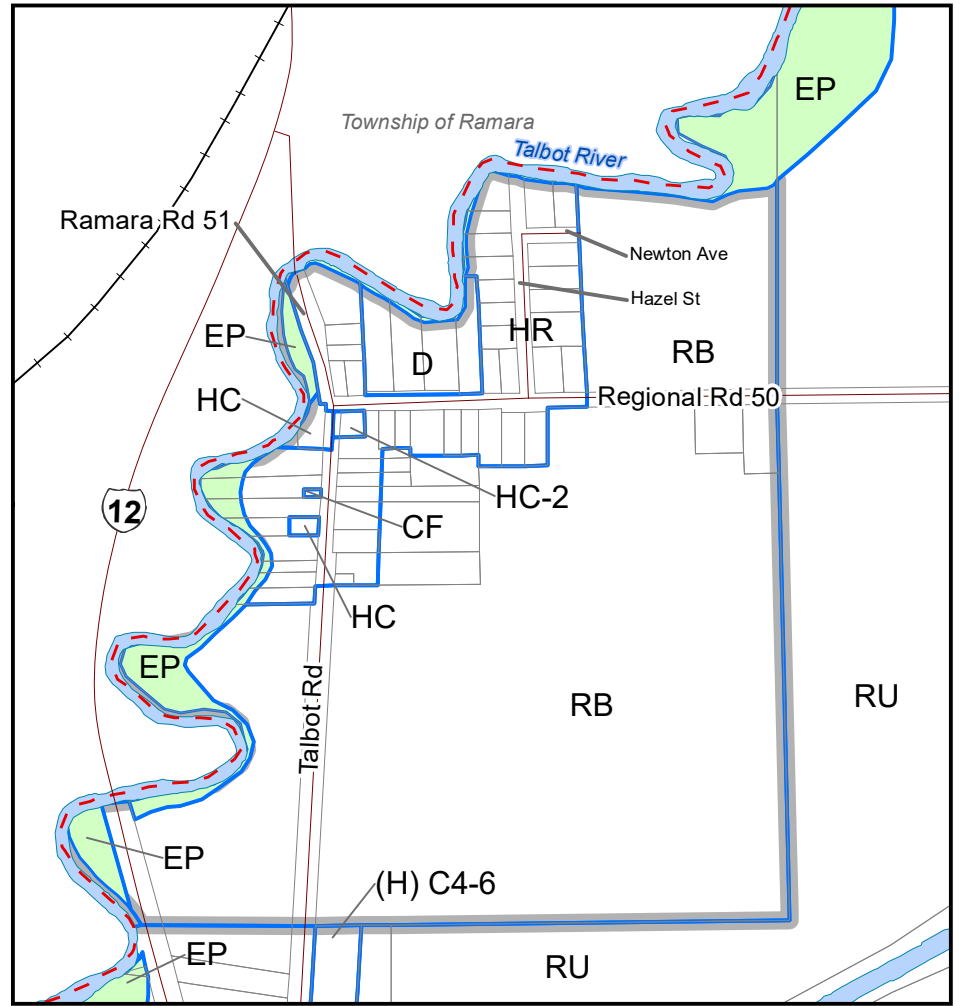 EP
Township of Ramara
Talbot River
Ramara Rd 51
Newton Ave
Hazel St
EP
HR
RB
D
HC
Regional Rd 50
HC-2
12
CF
HC
EP
RU
RB
Talbot Rd
EP
(H) C4-6
EP
RU